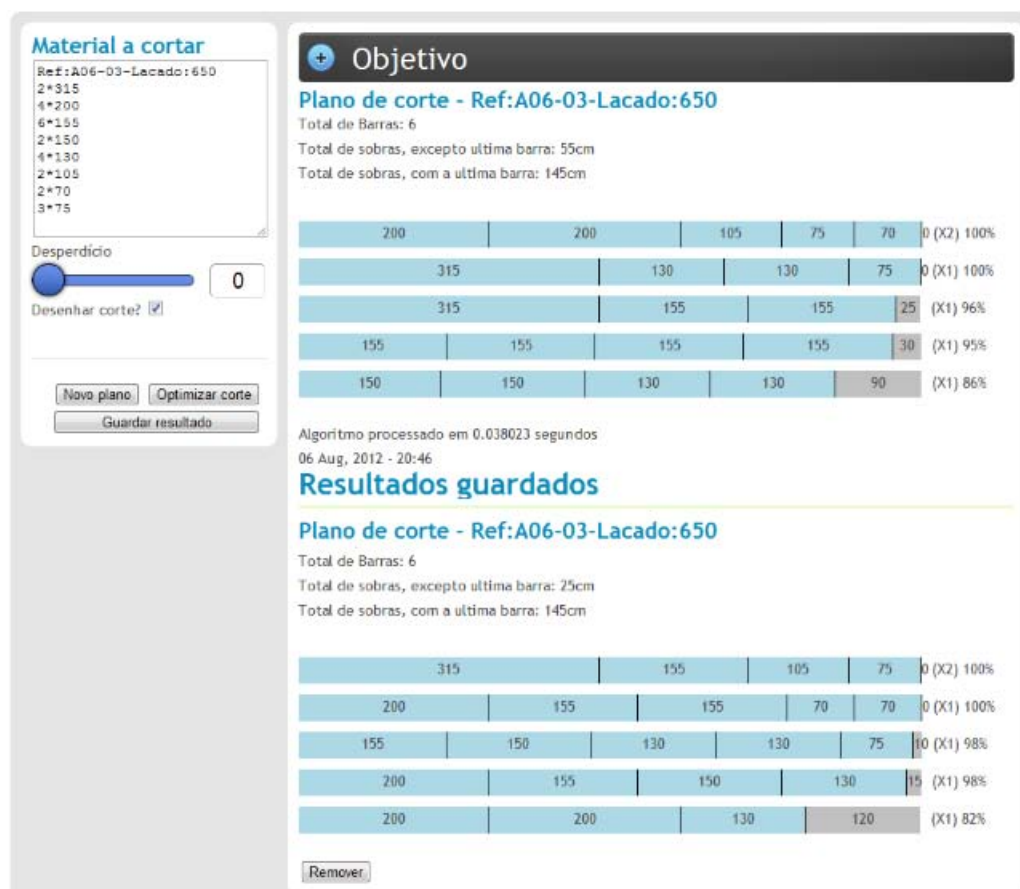 Material a cortar
Ref:A06-03-Lacado:650
2*315
4*200
6*155
2*150
4*130
2*105
2*70
3*75
Desperdício
0
Desenhar corte?
Novo plano Optimizar corte
Guardar resultado
+ Objetivo
Plano de corte - Ref:A06-03-Lacado:650
Total de Barras: 6
Total de sobras, excepto ultima barra: 55cm
Total de sobras, com a ultima barra: 145cm
200 200 105 75 70 0 (X2) 100%
315 130 130 75 0 (X1) 100%
315 155 155 25 (X1) 96%
155 155 155 155 30 (X1) 95%
150 150 130 130 90 (X1) 86%
Algoritmo processado em 0.038023 segundos
06 Aug, 2012 - 20:46
Resultados guardados
Plano de corte - Ref:A06-03-Lacado:650
Total de Barras: 6
Total de sobras, excepto ultima barra: 25cm
Total de sobras, com a ultima barra: 145cm
315 155 105 75 0 (X2) 100%
200 155 155 70 70 0 (X1) 100%
155 150 130 130 75 10 (X1) 98%
200 155 150 130 15 (X1) 98%
200 200 130 120 (X1) 82%
Remover